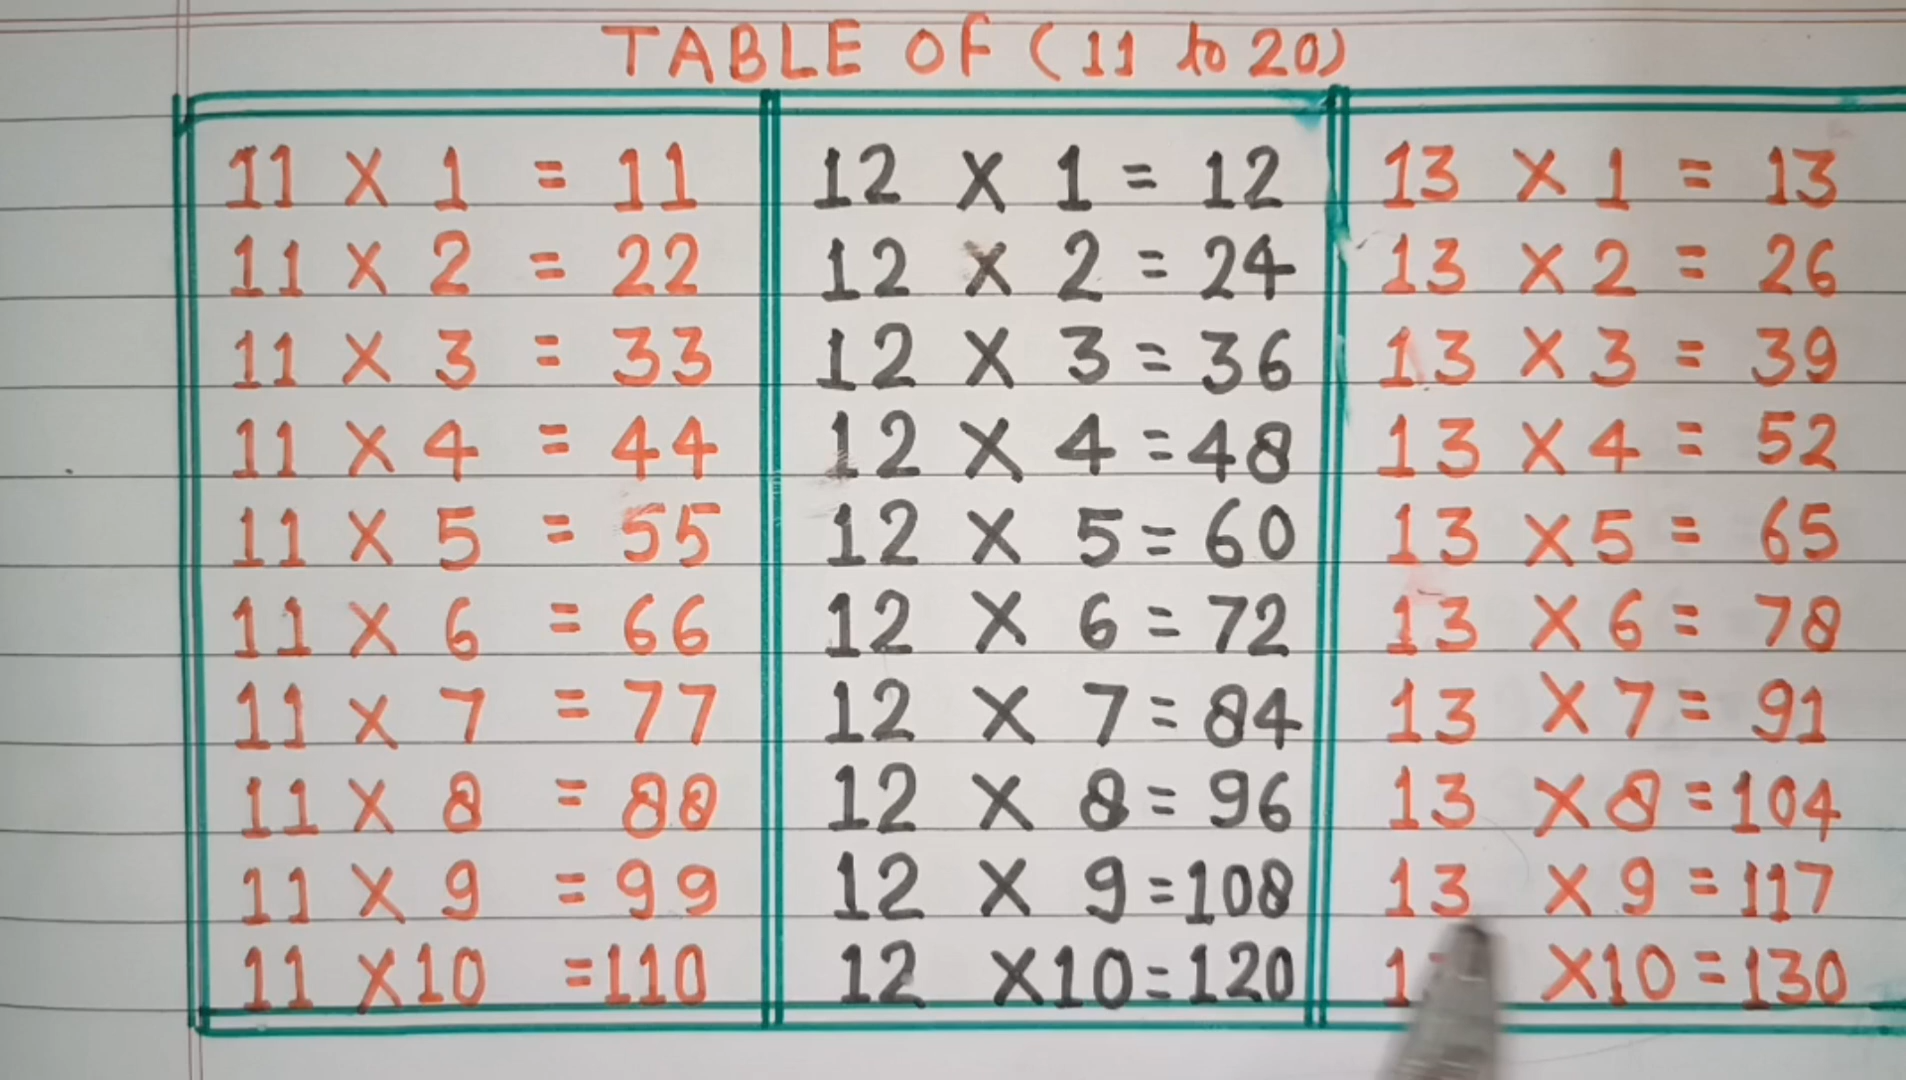 TABLE OF (11 to 20)
11 X 1 = 11
11 X 2 = 22
11 X 3 = 33
11 X 4 = 44
11 X 5 = 55
11 X 6 = 66
11 X 7 = 77
11 X 8 = 88
11 X 9 = 99
11 X 10 = 110
12 X 1 = 12
12 X 2 = 24
12 X 3 = 36
12 X 4 = 48
12 X 5 = 60
12 X 6 = 72
12 X 7 = 84
12 X 8 = 96
12 X 9 = 108
12 X 10 = 120
13 X 1 = 13
13 X 2 = 26
13 X 3 = 39
13 X 4 = 52
13 X 5 = 65
13 X 6 = 78
13 X 7 = 91
13 X 8 = 104
13 X 9 = 117
X 10 = 130